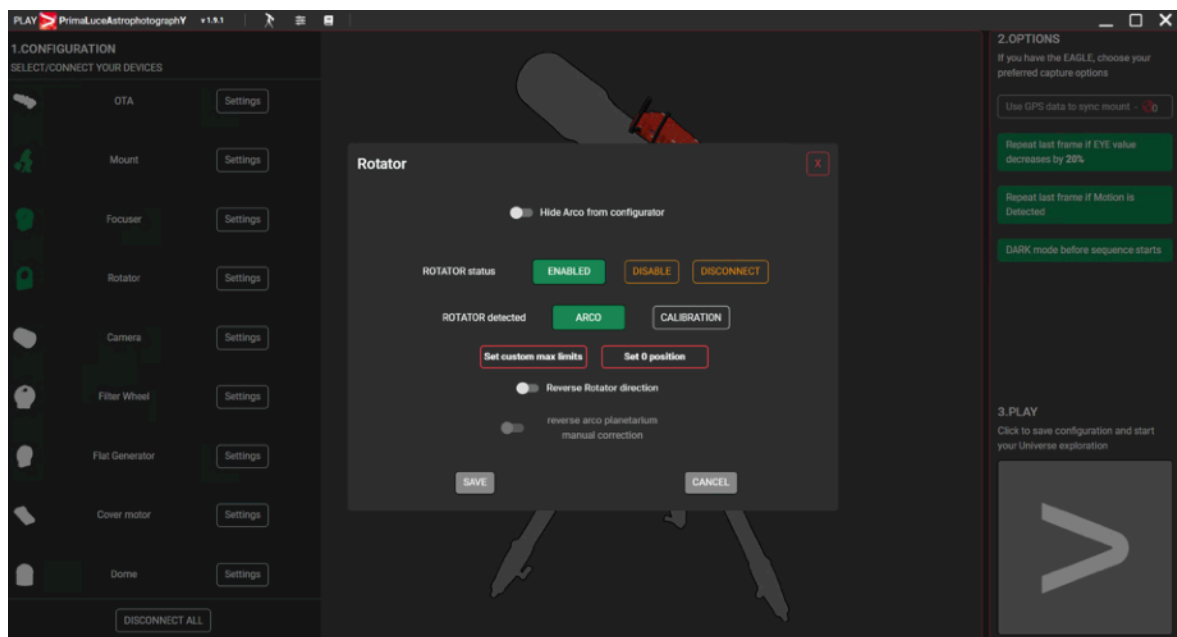 PLAY PrimaLuceAstrophotographY v1.9.1
1.CONFIGURATION
SELECT/CONNECT YOUR DEVICES
OTA Settings
Mount Settings
Focuser Settings
Rotator Settings
Camera Settings
Filter Wheel Settings
Flat Generator Settings
Cover motor Settings
Dome Settings
DISCONNECT ALL
Rotator
X
Hide Arco from configurator
ROTATOR status ENABLED DISABLE DISCONNECT
ROTATOR detected ARCO CALIBRATION
Set custom max limits Set 0 position
Reverse Rotator direction
reverse arco planetarium
manual correction
SAVE CANCEL
2.OPTIONS
If you have the EAGLE, choose your
preferred capture options
Use GPS data to sync mount - 0
Repeat last frame if EYE value
decreases by 20%
Repeat last frame if Motion is
Detected
DARK mode before sequence starts
3.PLAY
Click to save configuration and start
your Universe exploration